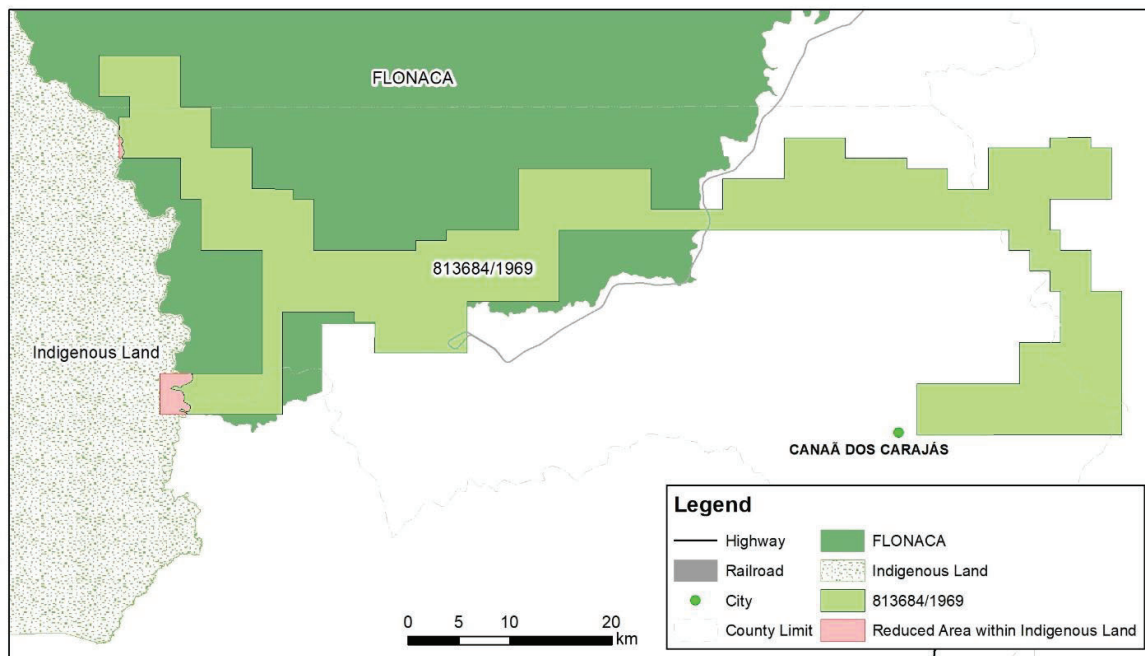 FLONACA
813684/1969
Indigenous Land
CANAÃ DOS CARAJÁS
Legend
Highway
Railroad
City
County Limit
FLONACA
Indigenous Land
813684/1969
Reduced Area within Indigenous Land
0 5 10 20
km